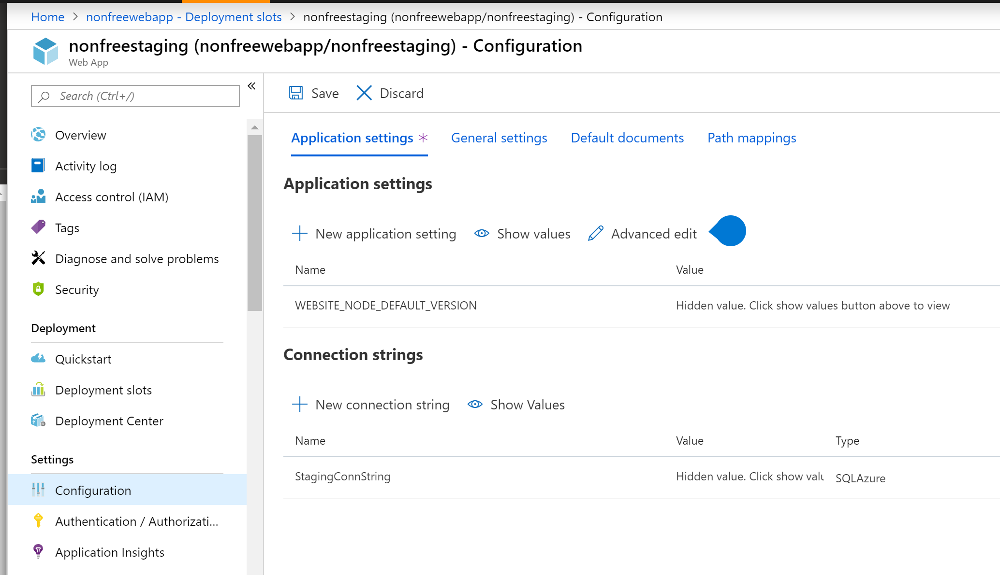 Home > nonfreewebapp - Deployment slots > nonfreestaging (nonfreewebapp/nonfreestaging) - Configuration
nonfreestaging (nonfreewebapp/nonfreestaging) - Configuration
Web App
Search (Ctrl+/)
«
Overview
Activity log
Access control (IAM)
Tags
Diagnose and solve problems
Security
Deployment
Quickstart
Deployment slots
Deployment Center
Settings
Configuration
Authentication / Authorizati...
Application Insights
Save Discard
Application settings * General settings Default documents Path mappings
Application settings
New application setting Show values Advanced edit
Name Value
WEBSITE_NODE_DEFAULT_VERSION Hidden value. Click show values button above to view
Connection strings
New connection string Show Values
Name Value Type
StagingConnString Hidden value. Click show valu SQLAzure